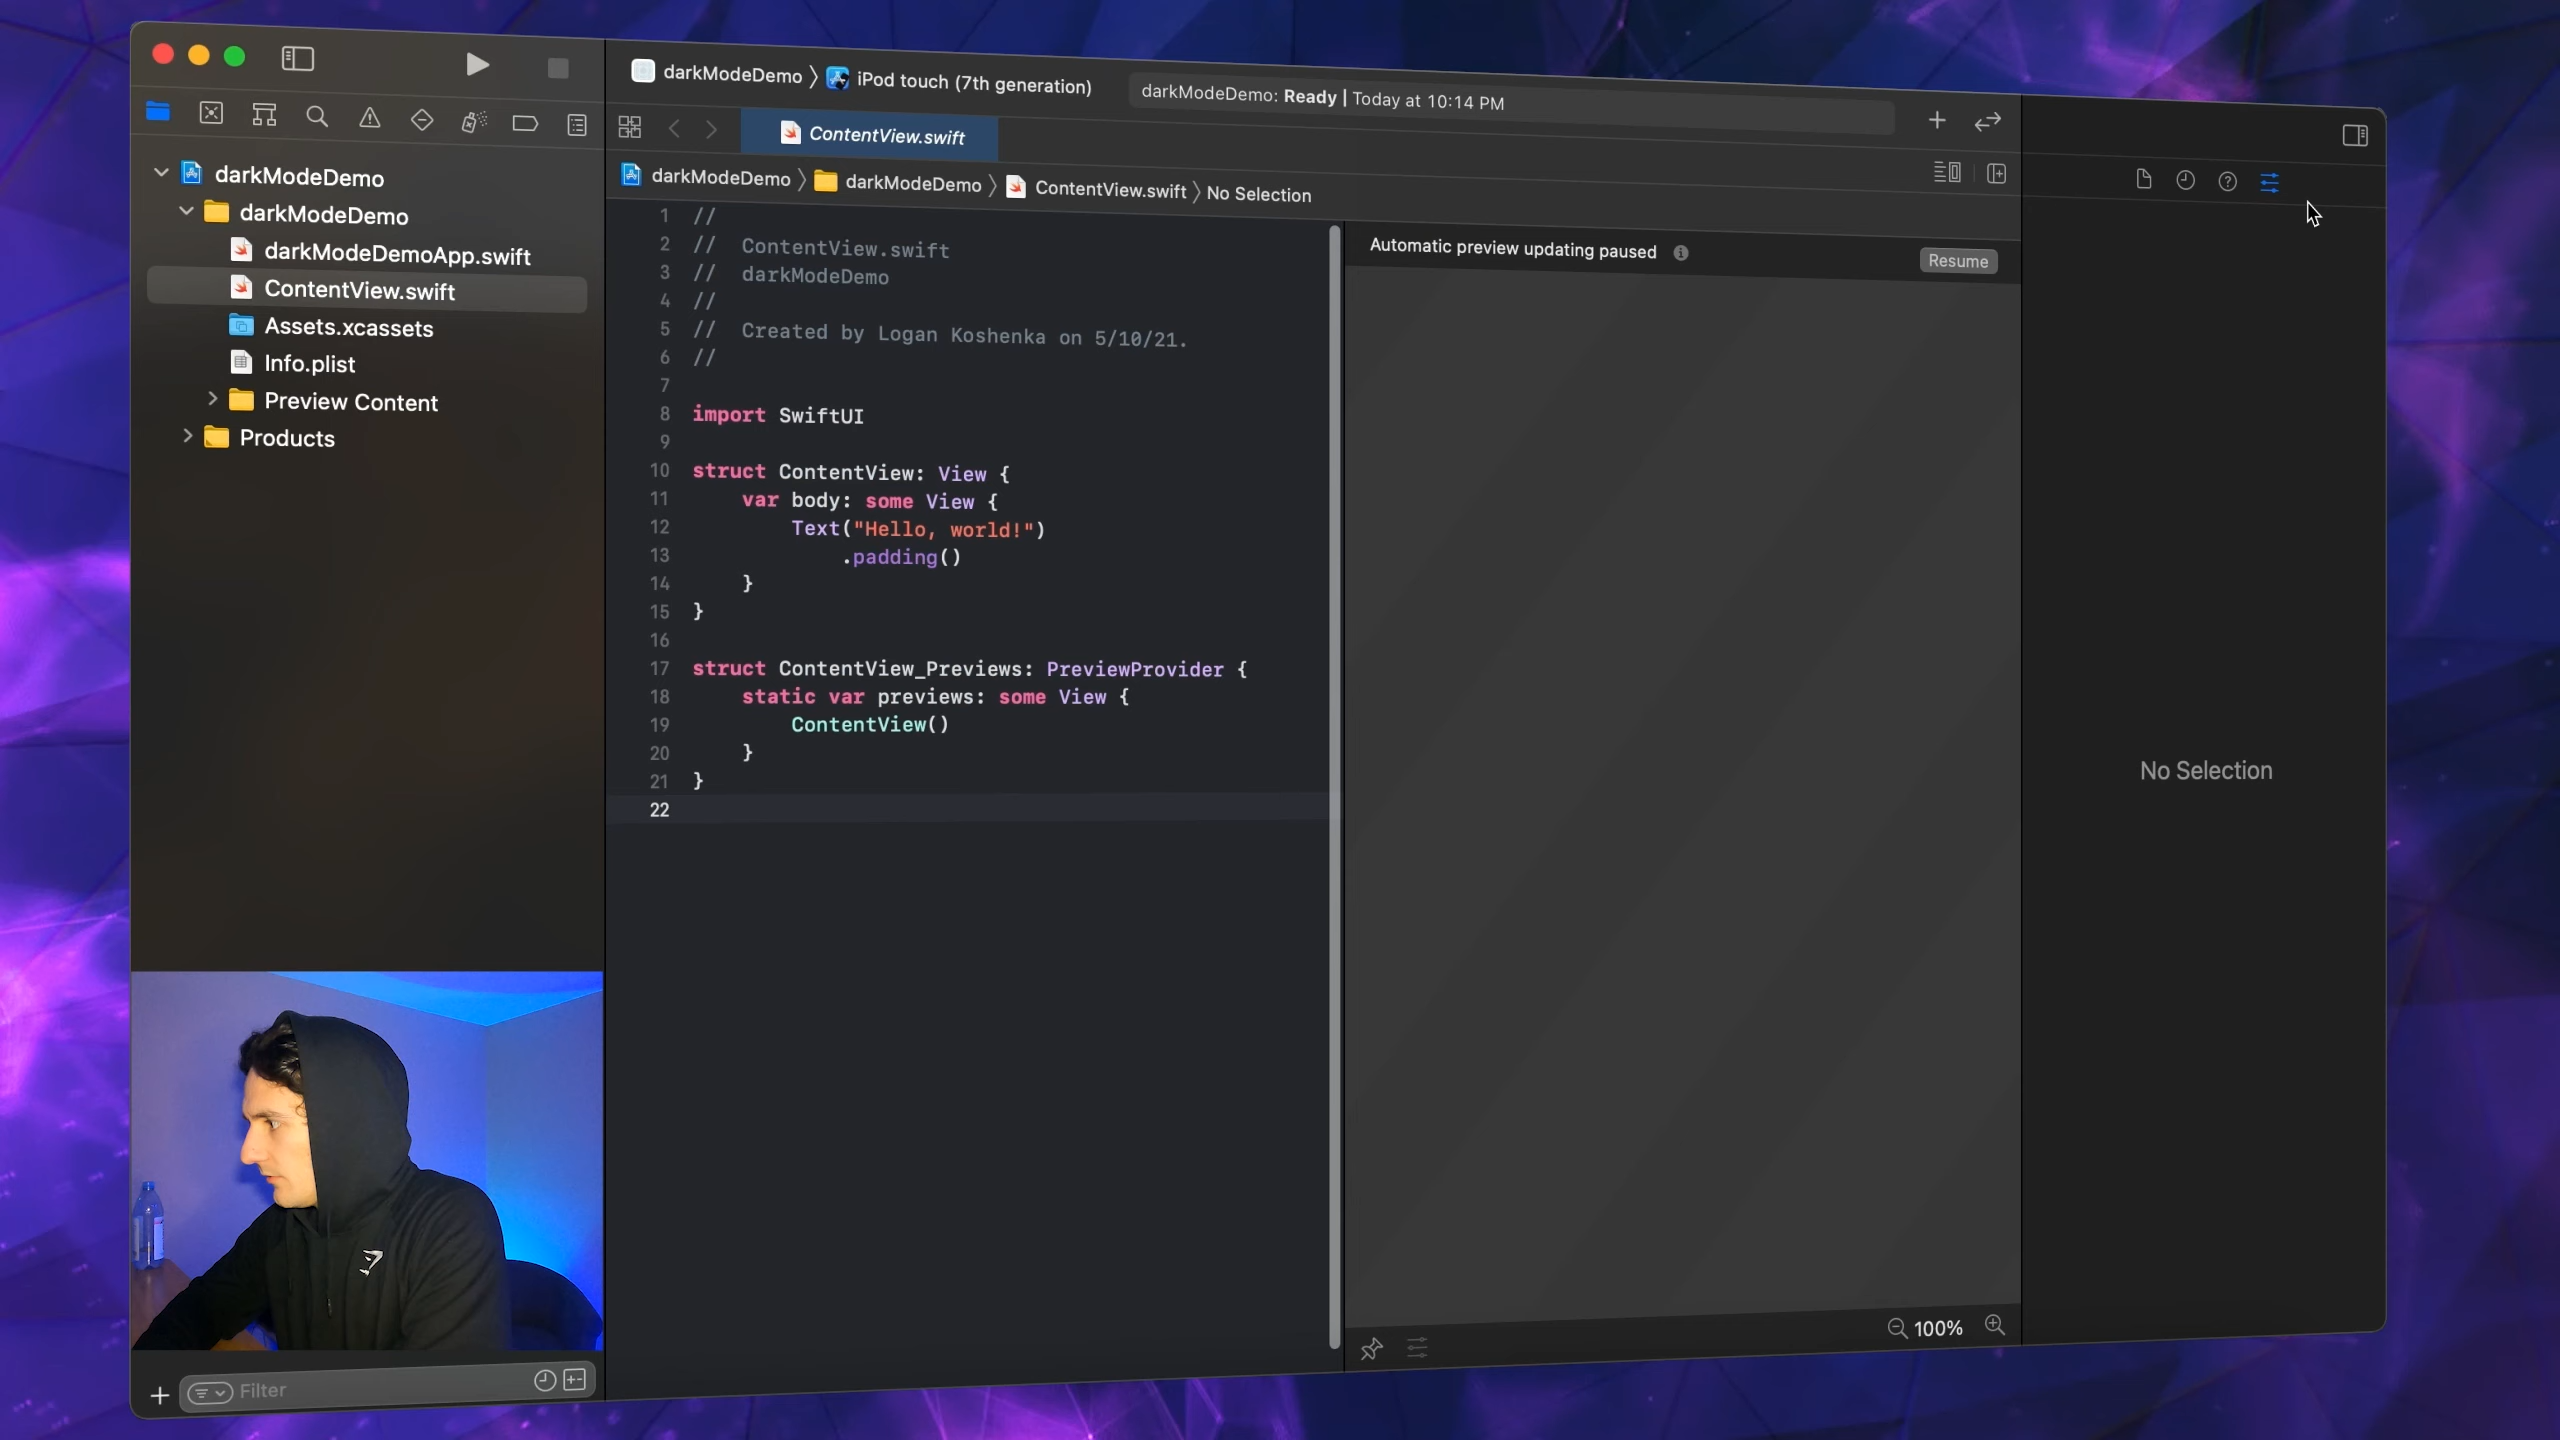 darkModeDemo
iPod touch (7th generation)
darkModeDemo: Ready | Today at 10:14 PM
ContentView.swift
darkModeDemo
darkModeDemo
ContentView.swift
No Selection
darkModeDemo
darkModeDemo
darkModeDemoApp.swift
ContentView.swift
Assets.xcassets
Info.plist
Preview Content
Products
Filter
1 //
2 //  ContentView.swift
3 //  darkModeDemo
4 //
5 //  Created by Logan Koshenka on 5/10/21.
6 //
7
8 import SwiftUI
9
10 struct ContentView: View {
11     var body: some View {
12         Text("Hello, world!")
13             .padding()
14     }
15 }
16
17 struct ContentView_Previews: PreviewProvider {
18     static var previews: some View {
19         ContentView()
20     }
21 }
22
Automatic preview updating paused
Resume
100%
No Selection